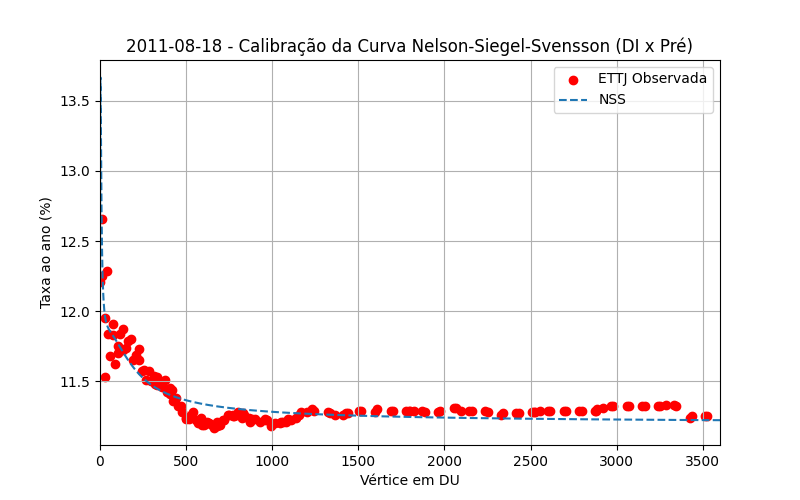 2011-08-18 - Calibração da Curva Nelson-Siegel-Svensson (DI x Pré)
ETTJ Observada
NSS
Taxa ao ano (%)
13.5
13.0
12.5
12.0
11.5
0 500 1000 1500 2000 2500 3000 3500
Vértice em DU